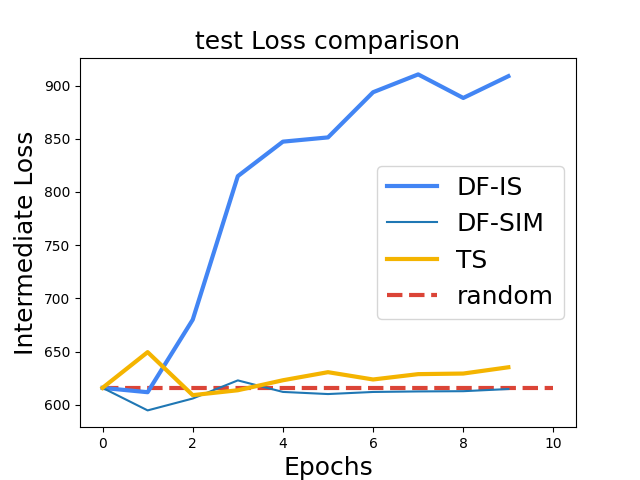 test Loss comparison
Intermediate Loss
900
850
800
750
700
650
600
DF-IS
DF-SIM
TS
random
0 2 4 6 8 10
Epochs